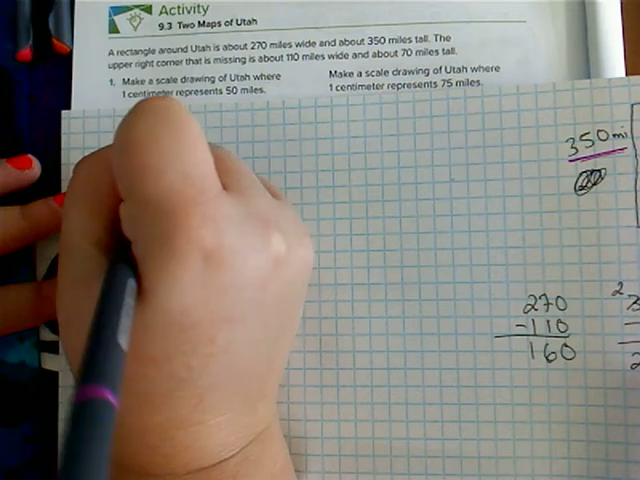 Activity
9.3 Two Maps of Utah
A rectangle around Utah is about 270 miles wide and about 350 miles tall. The
upper right corner that is missing is about 110 miles wide and about 70 miles tall.
1. Make a scale drawing of Utah where
1 centimeter represents 50 miles.
Make a scale drawing of Utah where
1 centimeter represents 75 miles.
350mi
270
-110
160
2
2